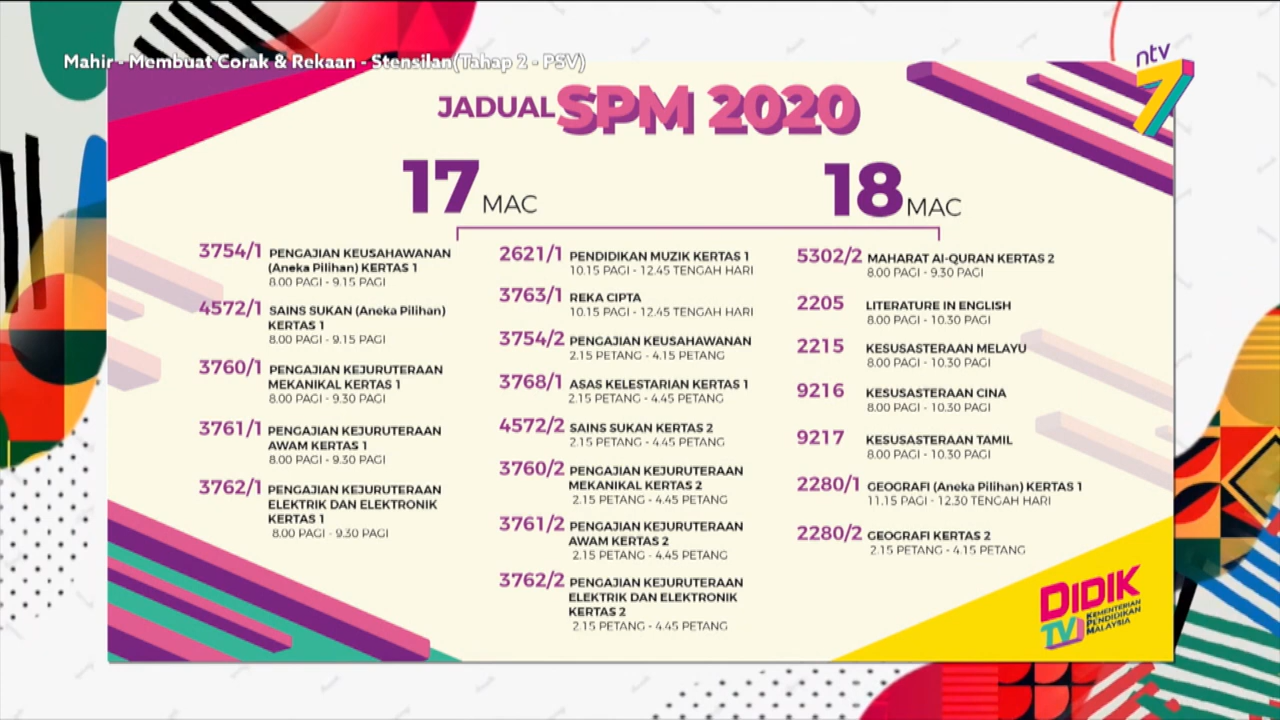 Mahir - Membuat Corak & Rekaan - Stensilan(Tahap 2 - PSV)
ntv
7
JADUAL SPM 2020
17 MAC
18 MAC
3754/1 PENGAJIAN KEUSAHAWANAN
(Aneka Pilihan) KERTAS 1
8.00 PAGI - 9.15 PAGI
4572/1 SAINS SUKAN (Aneka Pilihan)
KERTAS 1
8.00 PAGI - 9.15 PAGI
3760/1 PENGAJIAN KEJURUTERAAN
MEKANIKAL KERTAS 1
8.00 PAGI - 9.30 PAGI
3761/1 PENGAJIAN KEJURUTERAAN
AWAM KERTAS 1
8.00 PAGI - 9.30 PAGI
3762/1 PENGAJIAN KEJURUTERAAN
ELEKTRIK DAN ELEKTRONIK
KERTAS 1
8.00 PAGI - 9.30 PAGI
2621/1 PENDIDIKAN MUZIK KERTAS 1
10.15 PAGI - 12.45 TENGAH HARI
3763/1 REKA CIPTA
10.15 PAGI - 12.45 TENGAH HARI
3754/2 PENGAJIAN KEUSAHAWANAN
2.15 PETANG - 4.15 PETANG
3768/1 ASAS KELESTARIAN KERTAS 1
2.15 PETANG - 4.45 PETANG
4572/2 SAINS SUKAN KERTAS 2
2.15 PETANG - 4.45 PETANG
3760/2 PENGAJIAN KEJURUTERAAN
MEKANIKAL KERTAS 2
2.15 PETANG - 4.45 PETANG
3761/2 PENGAJIAN KEJURUTERAAN
AWAM KERTAS 2
2.15 PETANG - 4.45 PETANG
3762/2 PENGAJIAN KEJURUTERAAN
ELEKTRIK DAN ELEKTRONIK
KERTAS 2
2.15 PETANG - 4.45 PETANG
5302/2 MAHARAT Al-QURAN KERTAS 2
8.00 PAGI - 9.30 PAGI
2205 LITERATURE IN ENGLISH
8.00 PAGI - 10.30 PAGI
2215 KESUSASTERAAN MELAYU
8.00 PAGI - 10.30 PAGI
9216 KESUSASTERAAN CINA
8.00 PAGI - 10.30 PAGI
9217 KESUSASTERAAN TAMIL
8.00 PAGI - 10.30 PAGI
2280/1 GEOGRAFI (Aneka Pilihan) KERTAS 1
11.15 PAGI - 12.30 TENGAH HARI
2280/2 GEOGRAFI KERTAS 2
2.15 PETANG - 4.15 PETANG
DIDIK
TV
KEMENTERIAN
PENDIDIKAN
MALAYSIA